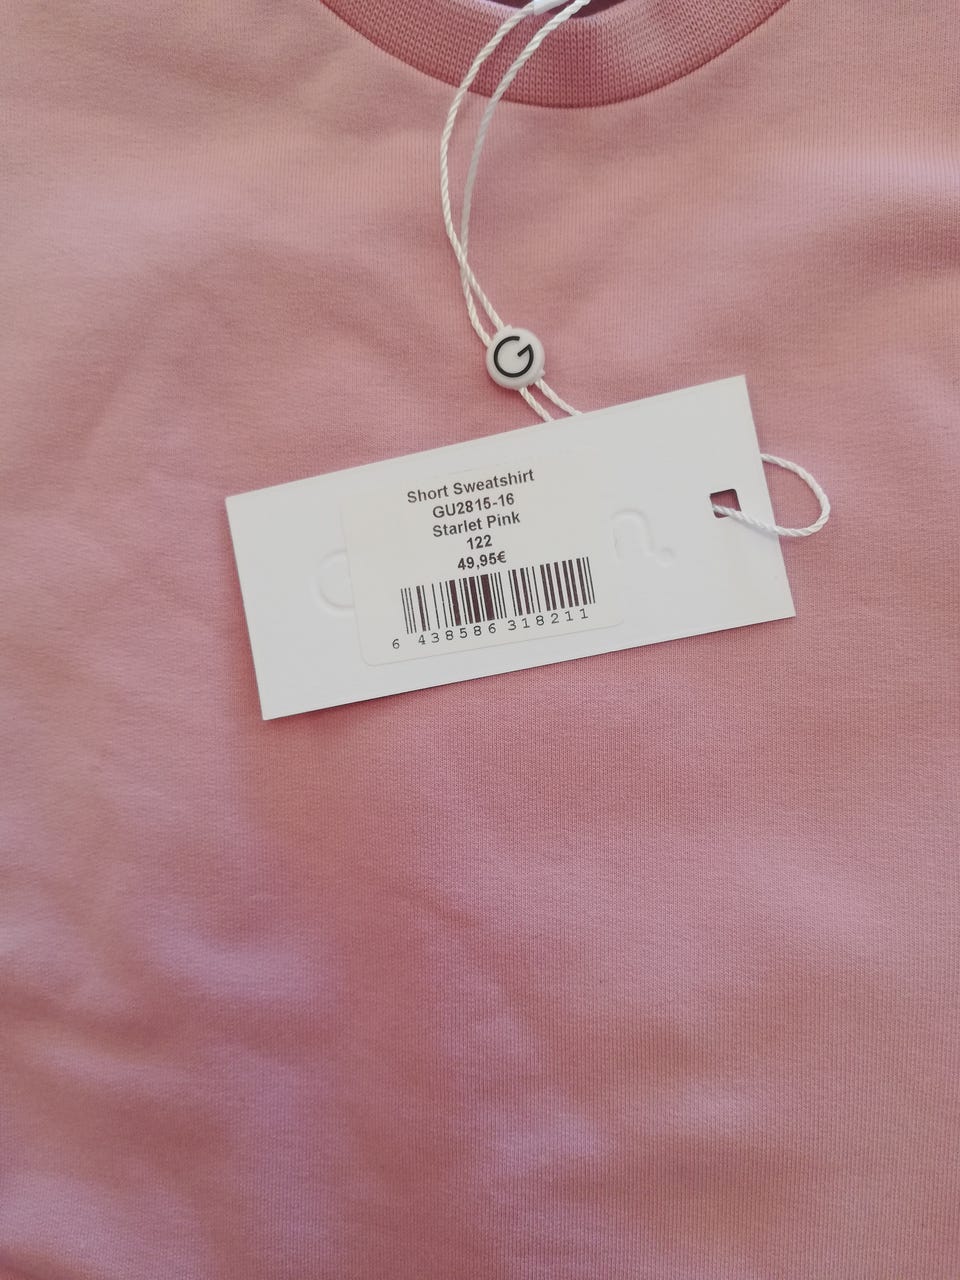 G
Short Sweatshirt
GU2815-16
Starlet Pink
122
49,95€
6 438586 318211